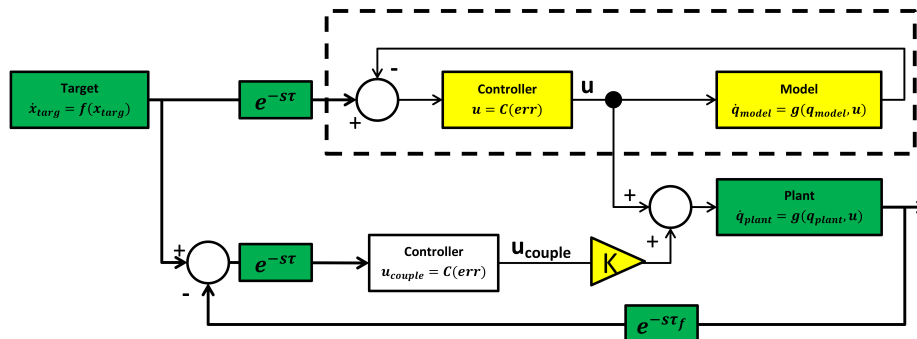 Target
ẋ_targ = f(x_targ)
e^{-sτ}
-
+
Controller
u = C(err)
u
Model
q̇_model = g(q_model, u)
+
+
Plant
q̇_plant = g(q_plant, u)
+
-
e^{-sτ}
Controller
u_couple = C(err)
u_couple
K
e^{-sτ_f}